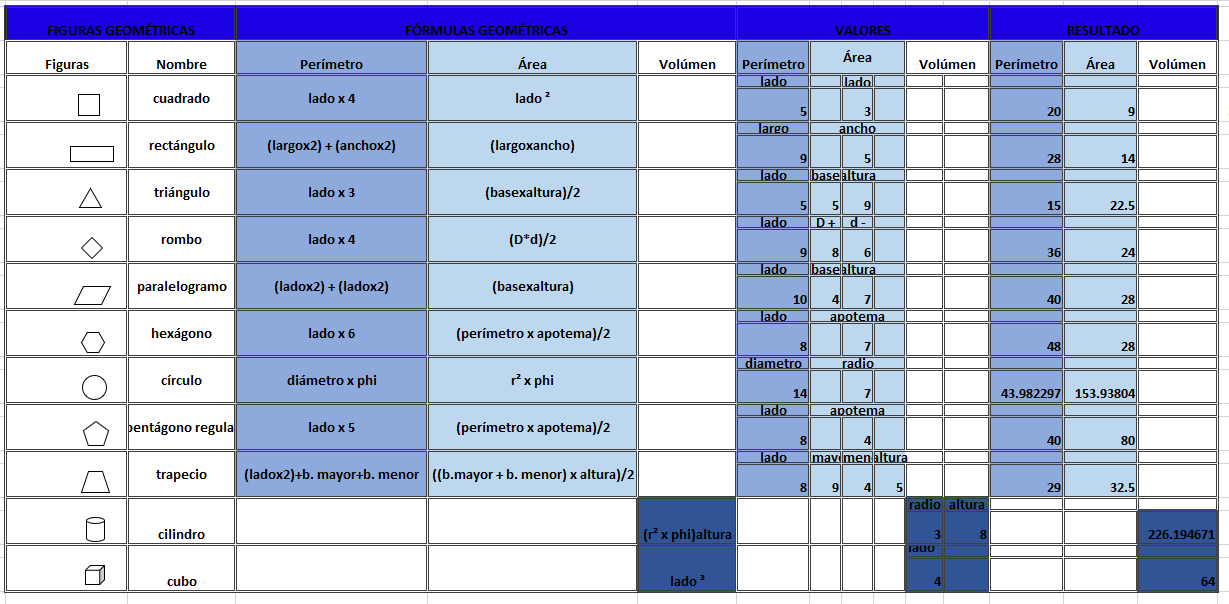 FIGURAS GEOMÉTRICAS FÓRMULAS GEOMÉTRICAS VALORES RESULTADO
Figuras Nombre Perímetro Área Volúmen Perímetro Área Volúmen Perímetro Área Volúmen
lado lado
cuadrado lado x 4 lado ² 5 3 20 9
largo ancho
rectángulo (largox2) + (anchox2) (largoxancho) 9 5 28 14
lado base altura
triángulo lado x 3 (basexaltura)/2 5 5 9 15 22.5
lado D + d -
rombo lado x 4 (D*d)/2 9 8 6 36 24
lado base altura
paralelogramo (ladox2) + (ladox2) (basexaltura) 10 4 7 40 28
lado apotema
hexágono lado x 6 (perímetro x apotema)/2 8 7 48 28
diametro radio
círculo diámetro x phi r² x phi 14 7 43.982297 153.93804
lado apotema
pentágono regula lado x 5 (perímetro x apotema)/2 8 4 40 80
lado mayo men altura
trapecio (ladox2)+b. mayor+b. menor ((b.mayor + b. menor) x altura)/2 8 9 4 5 29 32.5
radio altura
cilindro (r² x phi)altura 3 8 226.194671
lado
cubo lado ³ 4 64